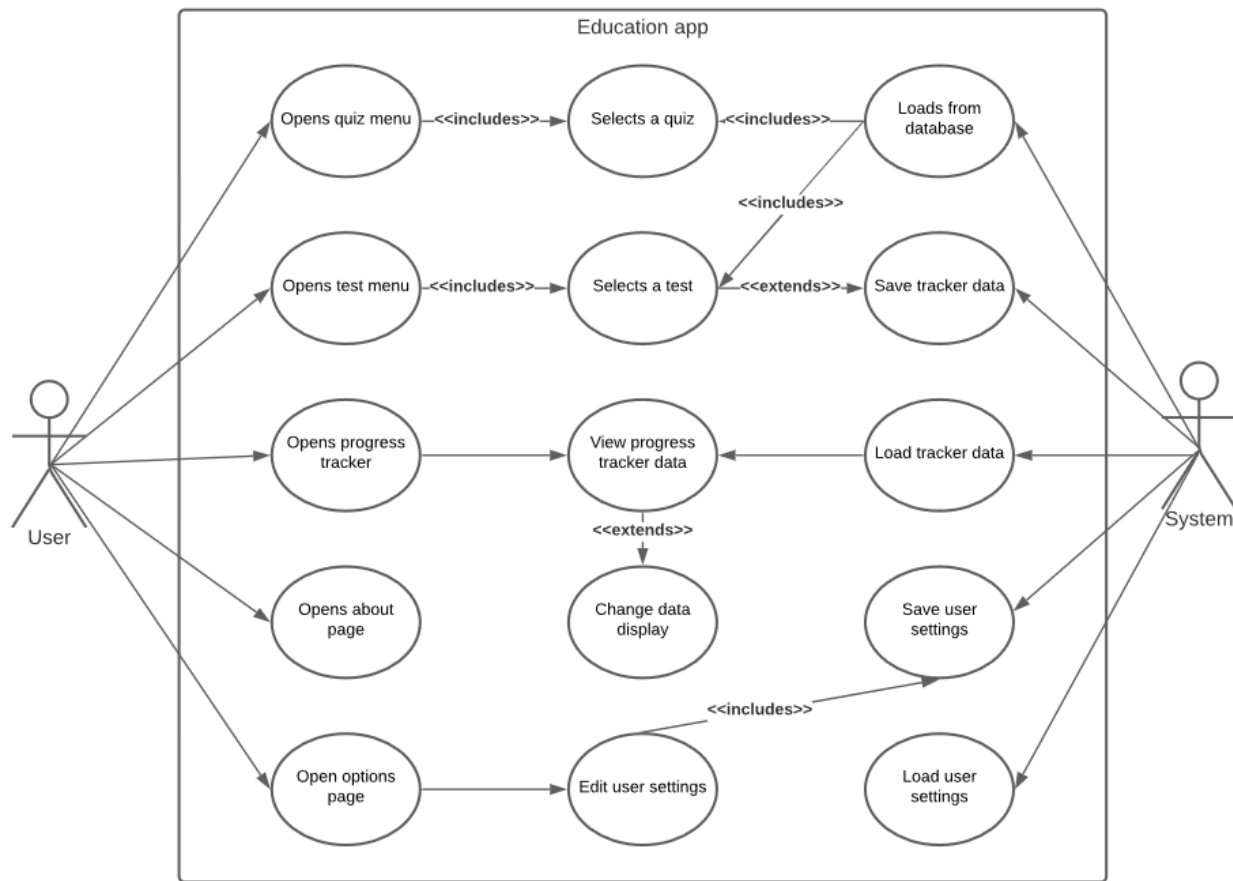 Education app
Opens quiz menu
<<includes>>
Selects a quiz
<<includes>>
Loads from
database
<<includes>>
Opens test menu
<<includes>>
Selects a test
<<extends>>
Save tracker data
Opens progress
tracker
View progress
tracker data
Load tracker data
User
System
<<extends>>
Opens about
page
Change data
display
Save user
settings
<<includes>>
Open options
page
Edit user settings
Load user
settings